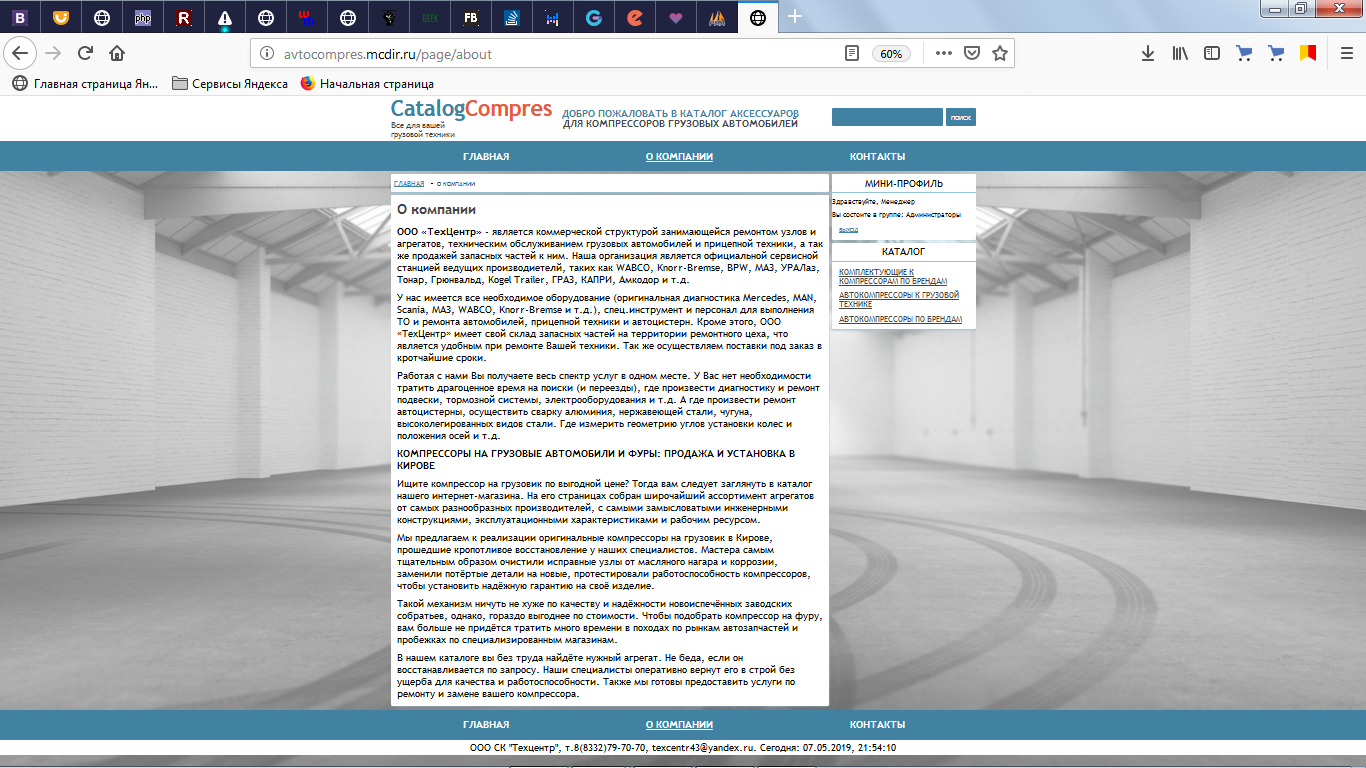 B
php
R
GEEK
FB
avtocompres.mcdir.ru/page/about
60%
Главная страница Ян...
Сервисы Яндекса
Начальная страница
CatalogCompres
Все для вашей
грузовой техники
ДОБРО ПОЖАЛОВАТЬ В КАТАЛОГ АКСЕССУАРОВ
ДЛЯ КОМПРЕССОРОВ ГРУЗОВЫХ АВТОМОБИЛЕЙ
ПОИСК
ГЛАВНАЯ
О КОМПАНИИ
КОНТАКТЫ
ГЛАВНАЯ - О КОМПАНИИ
О компании
ООО «ТехЦентр» - является коммерческой структурой занимающейся ремонтом узлов и
агрегатов, техническим обслуживанием грузовых автомобилей и прицепной техники, а так
же продажей запасных частей к ним. Наша организация является официальной сервисной
станцией ведущих производиетелй, таких как WABCO, Knorr-Bremse, BPW, МАЗ, УРАЛаз,
Тонар, Грюнвальд, Kogel Trailer, ГРАЗ, КАПРИ, Амкодор и т.д.
У нас имеется все необходимое оборудование (оригинальная диагностика Mercedes, MAN,
Scania, МАЗ, WABCO, Knorr-Bremse и т.д.), спец.инструмент и персонал для выполнения
ТО и ремонта автомобилей, прицепной техники и автоцистерн. Кроме этого, ООО
«ТехЦентр» имеет свой склад запасных частей на территории ремонтного цеха, что
является удобным при ремонте Вашей техники. Так же осуществляем поставки под заказ в
кротчайшие сроки.
Работая с нами Вы получаете весь спектр услуг в одном месте. У Вас нет необходимости
тратить драгоценное время на поиски (и переезды), где произвести диагностику и ремонт
подвески, тормозной системы, электрооборудования и т.д. А где произвести ремонт
автоцистерны, осуществить сварку алюминия, нержавеющей стали, чугуна,
высоколегированных видов стали. Где измерить геометрию углов установки колес и
положения осей и т.д.
КОМПРЕССОРЫ НА ГРУЗОВЫЕ АВТОМОБИЛИ И ФУРЫ: ПРОДАЖА И УСТАНОВКА В
КИРОВЕ
Ищите компрессор на грузовик по выгодной цене? Тогда вам следует заглянуть в каталог
нашего интернет-магазина. На его страницах собран широчайший ассортимент агрегатов
от самых разнообразных производителей, с самыми замысловатыми инженерными
конструкциями, эксплуатационными характеристиками и рабочим ресурсом.
Мы предлагаем к реализации оригинальные компрессоры на грузовик в Кирове,
прошедшие кропотливое восстановление у наших специалистов. Мастера самым
тщательным образом очистили исправные узлы от масляного нагара и коррозии,
заменили потёртые детали на новые, протестировали работоспособность компрессоров,
чтобы установить надёжную гарантию на своё изделие.
Такой механизм ничуть не хуже по качеству и надёжности новоиспечённых заводских
собратьев, однако, гораздо выгоднее по стоимости. Чтобы подобрать компрессор на фуру,
вам больше не придётся тратить много времени в походах по рынкам автозапчастей и
пробежках по специализированным магазинам.
В нашем каталоге вы без труда найдёте нужный агрегат. Не беда, если он
восстанавливается по запросу. Наши специалисты оперативно вернут его в строй без
ущерба для качества и работоспособности. Также мы готовы предоставить услуги по
ремонту и замене вашего компрессора.
МИНИ-ПРОФИЛЬ
Здравствуйте, Менеджер
Вы состоите в группе: Администраторы
ВЫХОД
КАТАЛОГ
КОМПЛЕКТУЮЩИЕ К
КОМПРЕССОРАМ ПО БРЕНДАМ
АВТОКОМПРЕССОРЫ К ГРУЗОВОЙ
ТЕХНИКЕ
АВТОКОМПРЕССОРЫ ПО БРЕНДАМ
ГЛАВНАЯ
О КОМПАНИИ
КОНТАКТЫ
ООО СК "Техцентр", т.8(8332)79-70-70, texcentr43@yandex.ru. Сегодня: 07.05.2019, 21:54:10